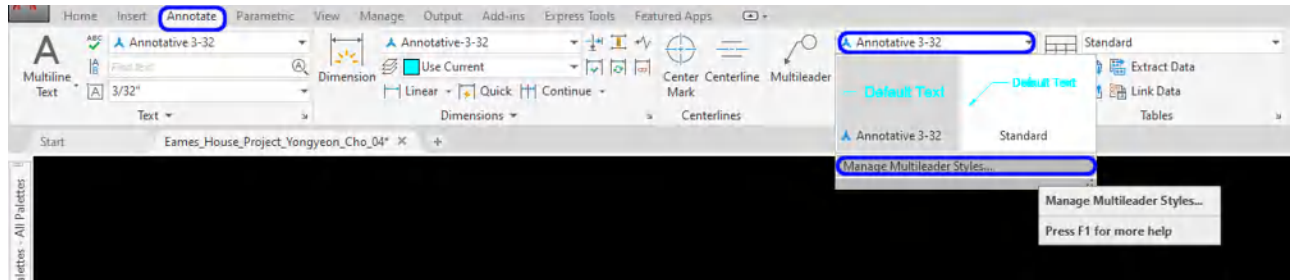 Home Insert Annotate Parametric View Manage Output Add-ins Express Tools Featured Apps
A ABC Annotative 3-32 Annotative-3-32 Annotative 3-32 Standard
Find text Use Current Extract Data
Multiline Text Dimension Center Mark Centerline Multileader Default Text Default Text
A 3/32" Linear Quick Continue Link Data
Text Dimensions Centerlines Tables
Annotative 3-32 Standard
Start Eames_House_Project_Yongyeon_Cho_04* +
Manage Multileader Styles...
Manage Multileader Styles...
Press F1 for more help
Palettes - All Palettes